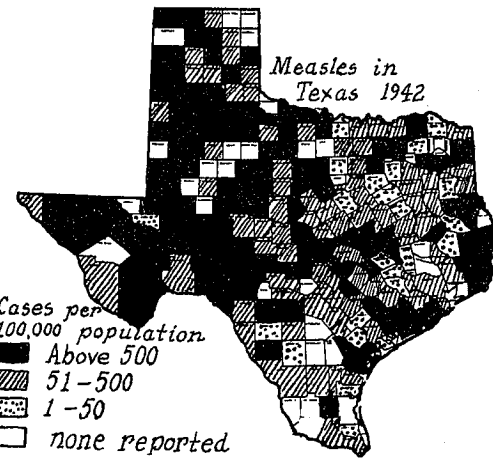 Measles in
Texas 1942
Cases per
100,000 population
Above 500
51-500
1-50
none reported